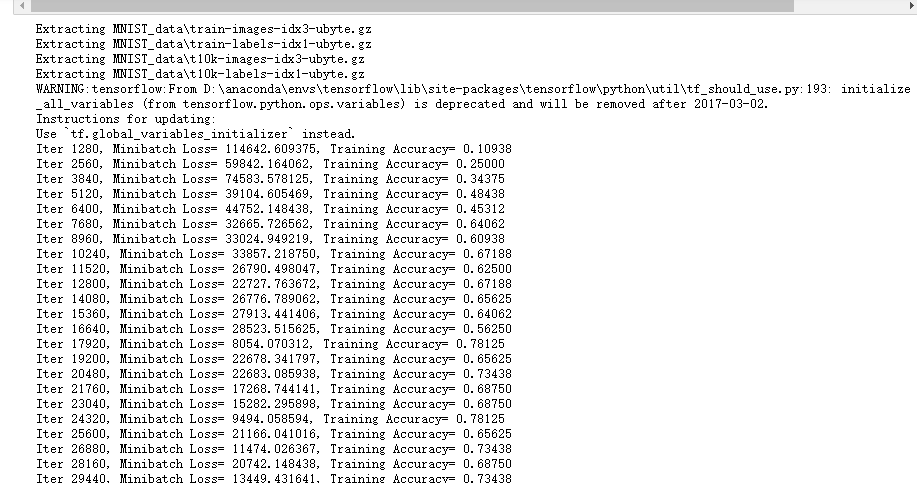 Extracting MNIST_data\train-images-idx3-ubyte.gz
Extracting MNIST_data\train-labels-idx1-ubyte.gz
Extracting MNIST_data\t10k-images-idx3-ubyte.gz
Extracting MNIST_data\t10k-labels-idx1-ubyte.gz
WARNING:tensorflow:From D:\anaconda\envs\tensorflow\lib\site-packages\tensorflow\python\util\tf_should_use.py:193: initialize
_all_variables (from tensorflow.python.ops.variables) is deprecated and will be removed after 2017-03-02.
Instructions for updating:
Use `tf.global_variables_initializer` instead.
Iter 1280, Minibatch Loss= 114642.609375, Training Accuracy= 0.10938
Iter 2560, Minibatch Loss= 59842.164062, Training Accuracy= 0.25000
Iter 3840, Minibatch Loss= 74583.578125, Training Accuracy= 0.34375
Iter 5120, Minibatch Loss= 39104.605469, Training Accuracy= 0.48438
Iter 6400, Minibatch Loss= 44752.148438, Training Accuracy= 0.45312
Iter 7680, Minibatch Loss= 32665.726562, Training Accuracy= 0.64062
Iter 8960, Minibatch Loss= 33024.949219, Training Accuracy= 0.60938
Iter 10240, Minibatch Loss= 33857.218750, Training Accuracy= 0.67188
Iter 11520, Minibatch Loss= 26790.498047, Training Accuracy= 0.62500
Iter 12800, Minibatch Loss= 22727.763672, Training Accuracy= 0.67188
Iter 14080, Minibatch Loss= 26776.789062, Training Accuracy= 0.65625
Iter 15360, Minibatch Loss= 27913.441406, Training Accuracy= 0.64062
Iter 16640, Minibatch Loss= 28523.515625, Training Accuracy= 0.56250
Iter 17920, Minibatch Loss= 8054.070312, Training Accuracy= 0.78125
Iter 19200, Minibatch Loss= 22678.341797, Training Accuracy= 0.65625
Iter 20480, Minibatch Loss= 22683.085938, Training Accuracy= 0.73438
Iter 21760, Minibatch Loss= 17268.744141, Training Accuracy= 0.68750
Iter 23040, Minibatch Loss= 15282.295898, Training Accuracy= 0.68750
Iter 24320, Minibatch Loss= 9494.058594, Training Accuracy= 0.78125
Iter 25600, Minibatch Loss= 21166.041016, Training Accuracy= 0.65625
Iter 26880, Minibatch Loss= 11474.026367, Training Accuracy= 0.73438
Iter 28160, Minibatch Loss= 20742.148438, Training Accuracy= 0.68750
Iter 29440, Minibatch Loss= 13449.431641, Training Accuracy= 0.73438